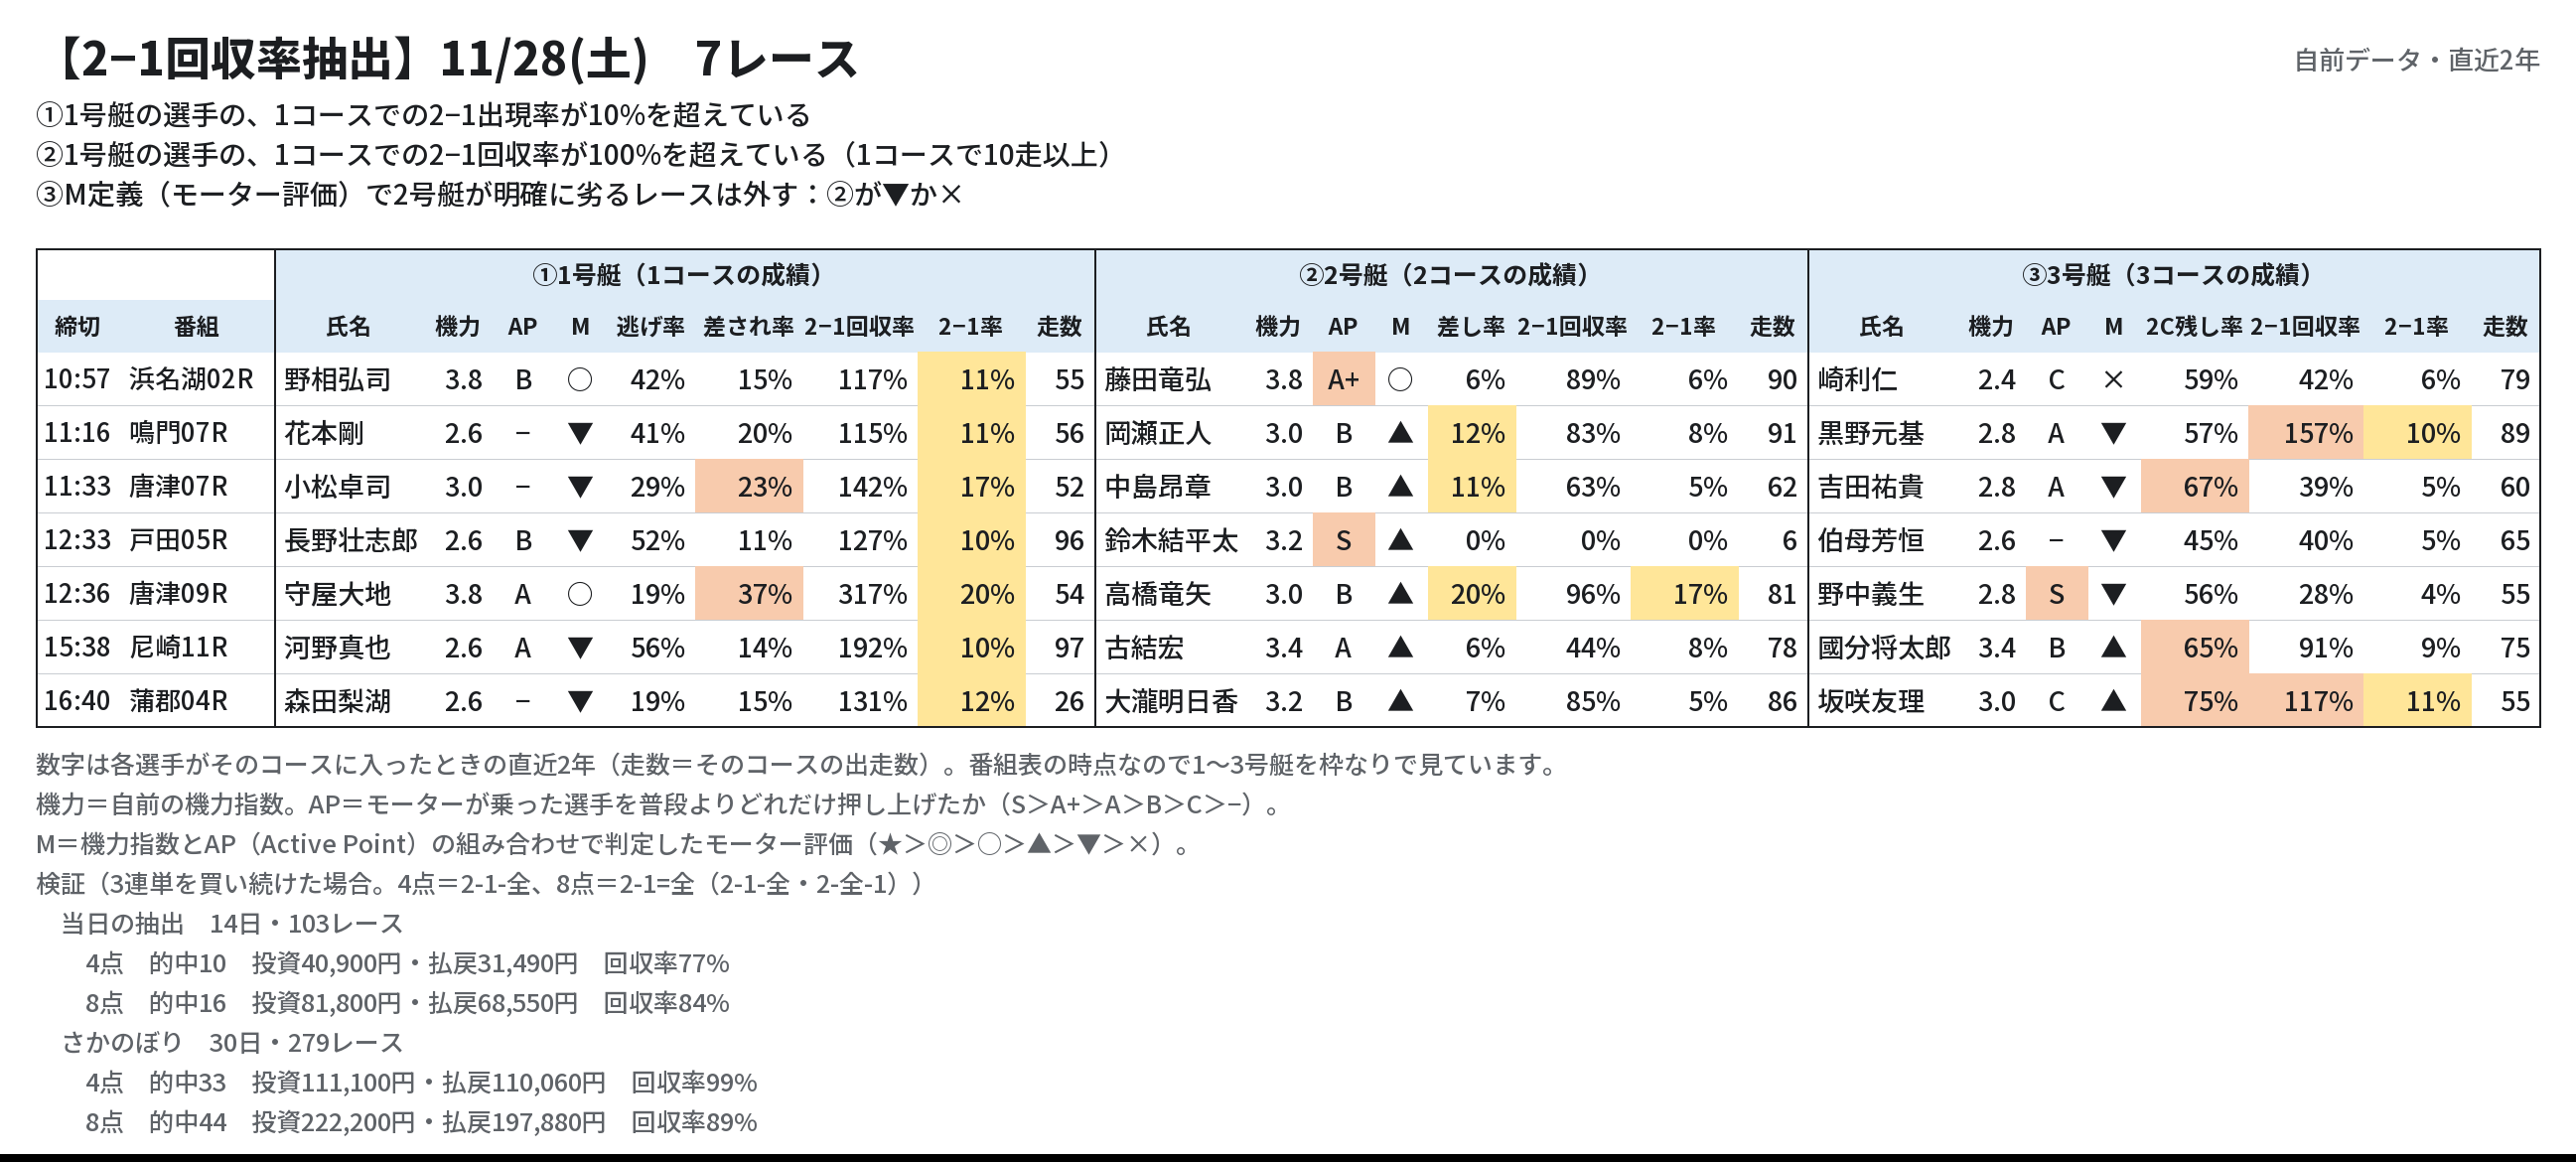 【2−1回収率抽出】11/28(土)　7レース
自前データ・直近2年
①1号艇の選手の、1コースでの2−1出現率が10%を超えている
②1号艇の選手の、1コースでの2−1回収率が100%を超えている（1コースで10走以上）
③M定義（モーター評価）で2号艇が明確に劣るレースは外す：②が▼か×
①1号艇（1コースの成績） ②2号艇（2コースの成績） ③3号艇（3コースの成績）
締切 番組 氏名 機力 AP M 逃げ率 差され率 2−1回収率 2−1率 走数 氏名 機力 AP M 差し率 2−1回収率 2−1率 走数 氏名 機力 AP M 2C残し率 2−1回収率 2−1率 走数
10:57 浜名湖02R 野相弘司 3.8 B ○ 42% 15% 117% 11% 55 藤田竜弘 3.8 A+ ○ 6% 89% 6% 90 崎利仁 2.4 C × 59% 42% 6% 79
11:16 鳴門07R 花本剛 2.6 − ▼ 41% 20% 115% 11% 56 岡瀬正人 3.0 B ▲ 12% 83% 8% 91 黒野元基 2.8 A ▼ 57% 157% 10% 89
11:33 唐津07R 小松卓司 3.0 − ▼ 29% 23% 142% 17% 52 中島昂章 3.0 B ▲ 11% 63% 5% 62 吉田祐貴 2.8 A ▼ 67% 39% 5% 60
12:33 戸田05R 長野壮志郎 2.6 B ▼ 52% 11% 127% 10% 96 鈴木結平太 3.2 S ▲ 0% 0% 0% 6 伯母芳恒 2.6 − ▼ 45% 40% 5% 65
12:36 唐津09R 守屋大地 3.8 A ○ 19% 37% 317% 20% 54 高橋竜矢 3.0 B ▲ 20% 96% 17% 81 野中義生 2.8 S ▼ 56% 28% 4% 55
15:38 尼崎11R 河野真也 2.6 A ▼ 56% 14% 192% 10% 97 古結宏 3.4 A ▲ 6% 44% 8% 78 國分将太郎 3.4 B ▲ 65% 91% 9% 75
16:40 蒲郡04R 森田梨湖 2.6 − ▼ 19% 15% 131% 12% 26 大瀧明日香 3.2 B ▲ 7% 85% 5% 86 坂咲友理 3.0 C ▲ 75% 117% 11% 55
数字は各選手がそのコースに入ったときの直近2年（走数＝そのコースの出走数）。番組表の時点なので1〜3号艇を枠なりで見ています。
機力＝自前の機力指数。AP＝モーターが乗った選手を普段よりどれだけ押し上げたか（S＞A+＞A＞B＞C＞−）。
M＝機力指数とAP（Active Point）の組み合わせで判定したモーター評価（★＞◎＞○＞▲＞▼＞×）。
検証（3連単を買い続けた場合。4点＝2-1-全、8点＝2-1=全（2-1-全・2-全-1））
当日の抽出　14日・103レース
4点　的中10　投資40,900円・払戻31,490円　回収率77%
8点　的中16　投資81,800円・払戻68,550円　回収率84%
さかのぼり　30日・279レース
4点　的中33　投資111,100円・払戻110,060円　回収率99%
8点　的中44　投資222,200円・払戻197,880円　回収率89%